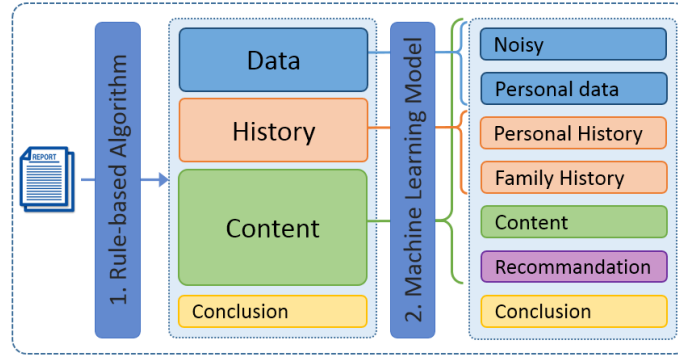 REPORT
1. Rule-based Algorithm
Data
History
Content
Conclusion
2. Machine Learning Model
Noisy
Personal data
Personal History
Family History
Content
Recommandation
Conclusion